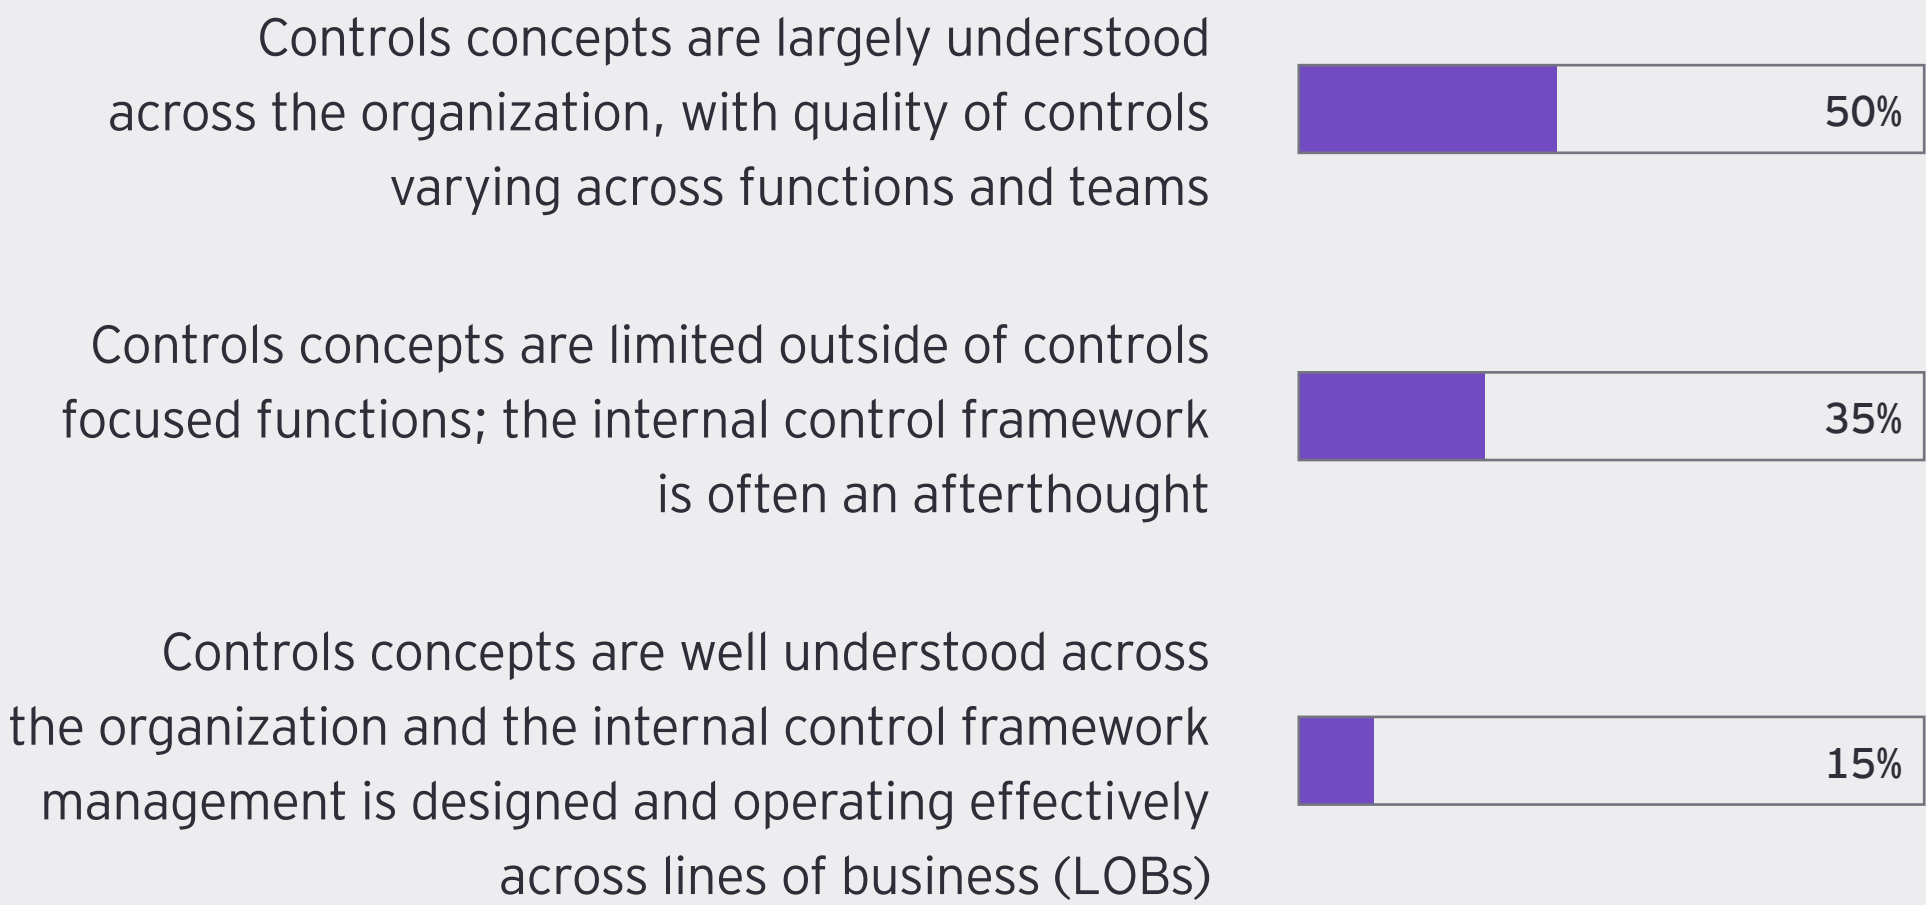 Controls concepts are largely understood
across the organization, with quality of controls
varying across functions and teams
50%
Controls concepts are limited outside of controls
focused functions; the internal control framework
is often an afterthought
35%
Controls concepts are well understood across
the organization and the internal control framework
management is designed and operating effectively
across lines of business (LOBs)
15%